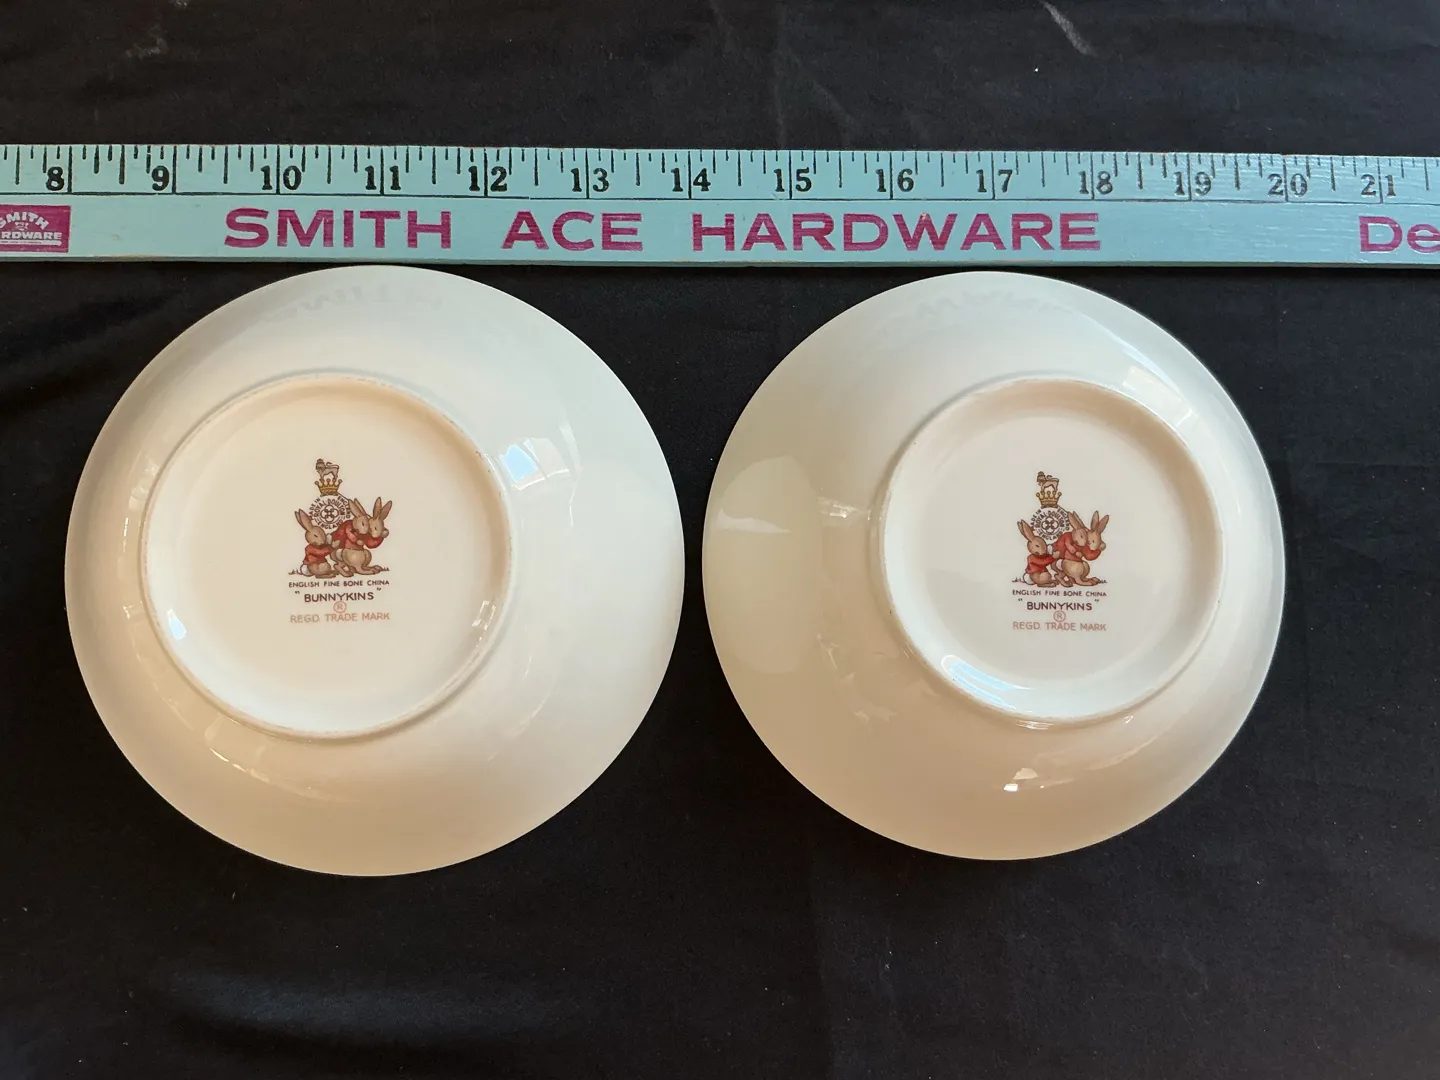 8 9 10 11 12 13 14 15 16 17 18 19 20 21
SMITH
RDWARE
SMITH ACE HARDWARE De
ENGLISH FINE BONE CHINA
"BUNNYKINS"
®
REGD. TRADE MARK
ENGLISH FINE BONE CHINA
"BUNNYKINS"
®
REGD. TRADE MARK